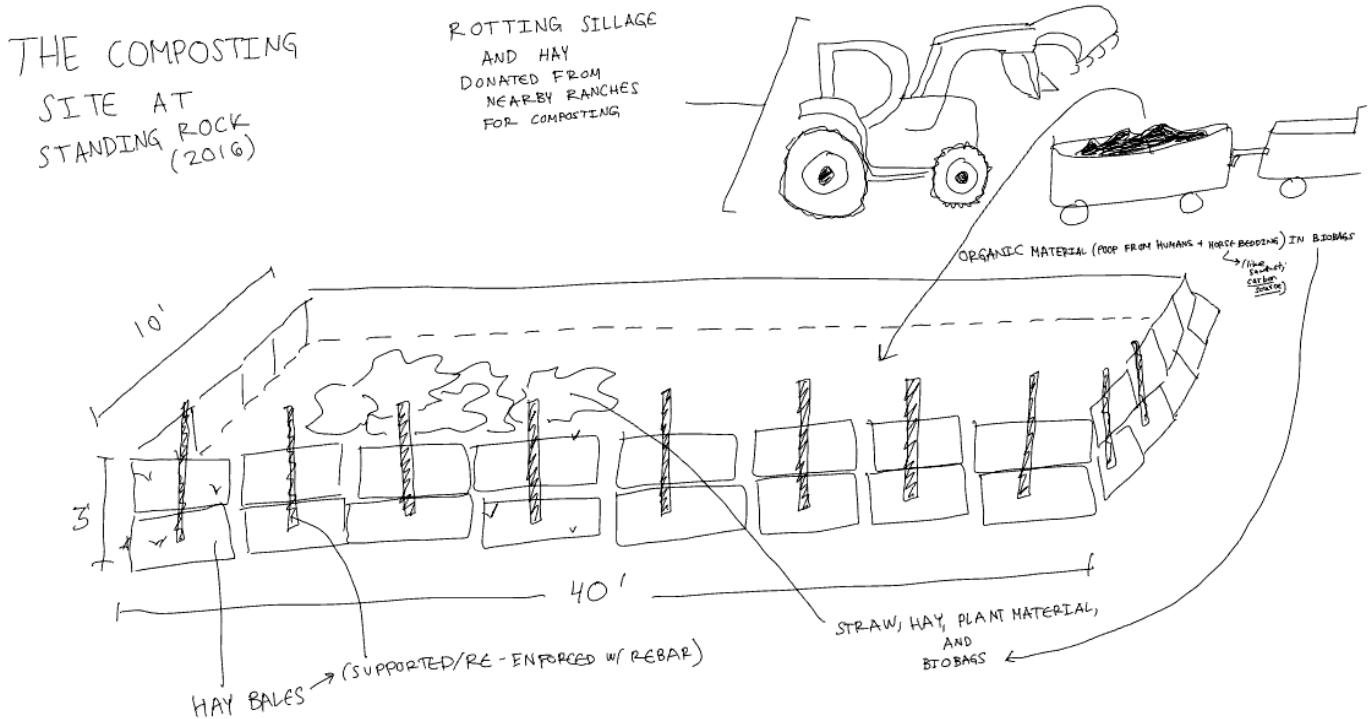 THE COMPOSTING
SITE AT
STANDING ROCK
(2016)
ROTTING SILLAGE
AND HAY
DONATED FROM
NEARBY RANCHES
FOR COMPOSTING
ORGANIC MATERIAL (POOP FROM HUMANS + HORSE BEDDING) IN BIOBAGS
(like
sawdust,
carbon
source)
10'
3'
40'
STRAW, HAY, PLANT MATERIAL,
AND
BIOBAGS
(SUPPORTED/RE-ENFORCED W/ REBAR)
HAY BALES